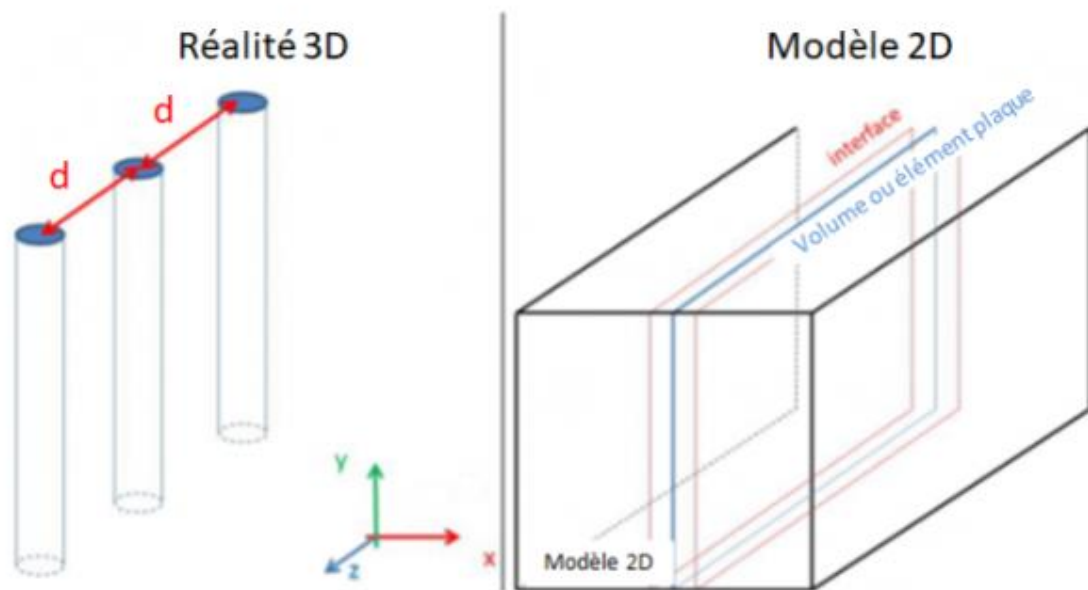 Réalité 3D
Modèle 2D
d
d
interface
Volume ou élément plaque
y
x
z
Modèle 2D